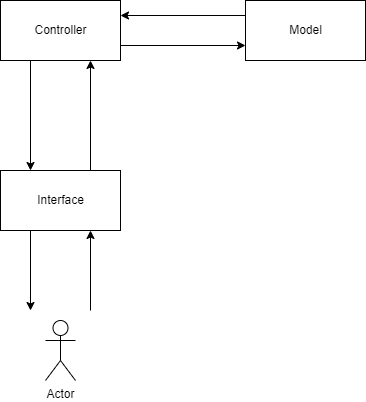 Controller
Model
Interface
Actor